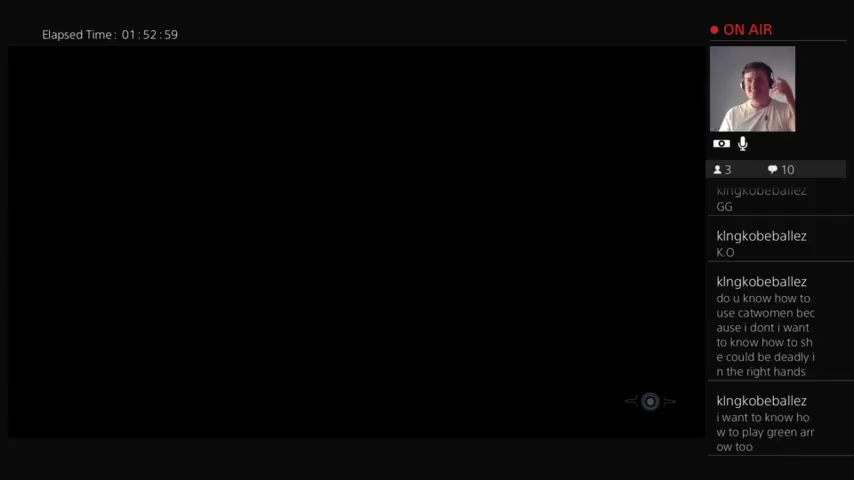 Elapsed Time: 01:52:59
ON AIR
3
10
klngkobeballez
GG
klngkobeballez
K.O
klngkobeballez
do u know how to
use catwomen bec
ause i dont i want
to know how to sh
e could be deadly i
n the right hands
klngkobeballez
i want to know ho
w to play green arr
ow too